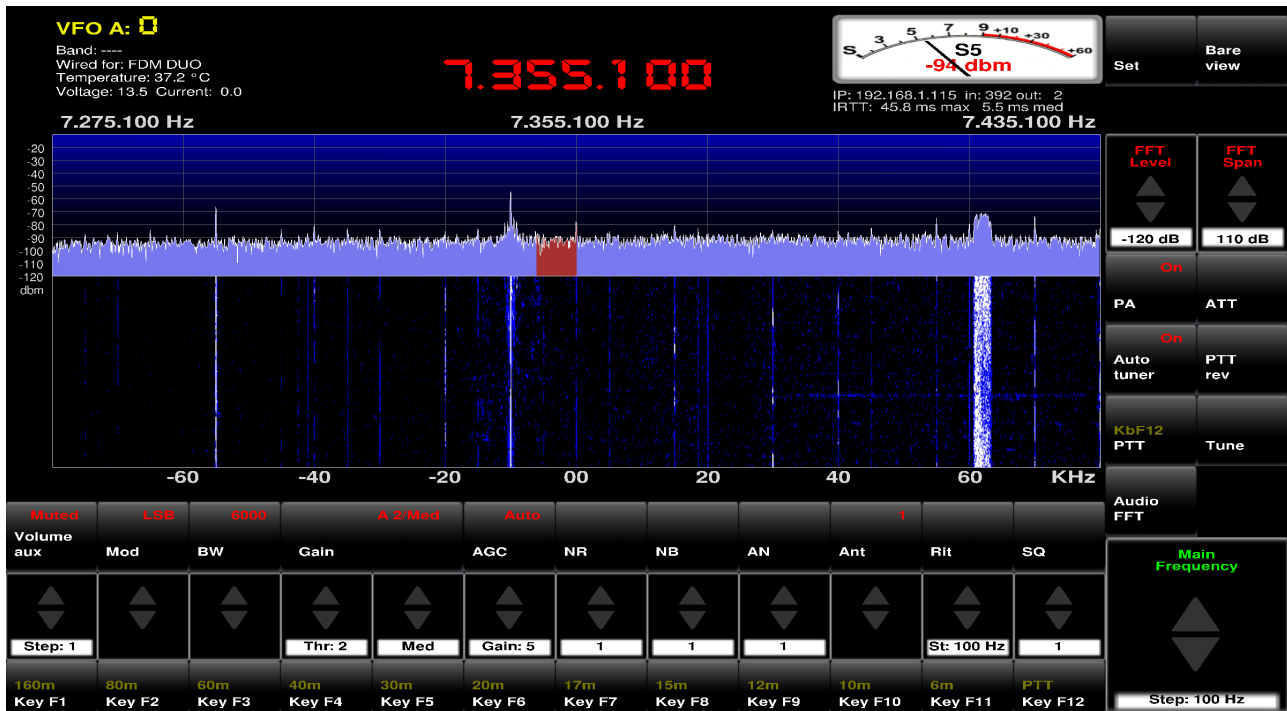 VFO A: 0
Band: ----
Wired for: FDM DUO
Temperature: 37.2 °C
Voltage: 13.5 Current: 0.0
7.355.100
S 3 5 7 9 +10 +30 +60
S5
-94 dbm
IP: 192.168.1.115 in: 392 out: 2
IRTT: 45.8 ms max 5.5 ms med
Set
Bare
view
7.275.100 Hz 7.355.100 Hz 7.435.100 Hz
-20
-30
-40
-50
-60
-70
-80
-90
-100
-110
-120
dbm
-60 -40 -20 00 20 40 60 KHz
FFT
Level
-120 dB
FFT
Span
110 dB
On
PA
ATT
On
Auto
tuner
PTT
rev
KbF12
PTT
Tune
Audio
FFT
Muted
Volume
aux
LSB
Mod
6000
BW
A 2/Med
Gain
Auto
AGC
NR
NB
AN
1
Ant
Rit
SQ
Step: 1
Thr: 2
Med
Gain: 5
1
1
1
St: 100 Hz
1
Main
Frequency
Step: 100 Hz
160m
Key F1
80m
Key F2
60m
Key F3
40m
Key F4
30m
Key F5
20m
Key F6
17m
Key F7
15m
Key F8
12m
Key F9
10m
Key F10
6m
Key F11
PTT
Key F12